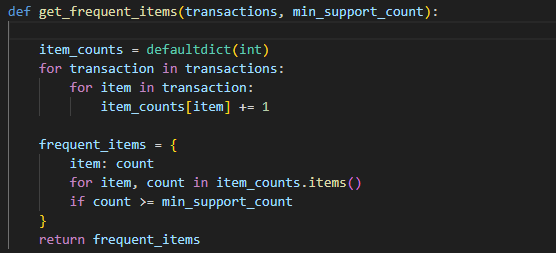 def get_frequent_items(transactions, min_support_count):
    item_counts = defaultdict(int)
    for transaction in transactions:
        for item in transaction:
            item_counts[item] += 1
    frequent_items = {
        item: count
        for item, count in item_counts.items()
        if count >= min_support_count
    }
    return frequent_items